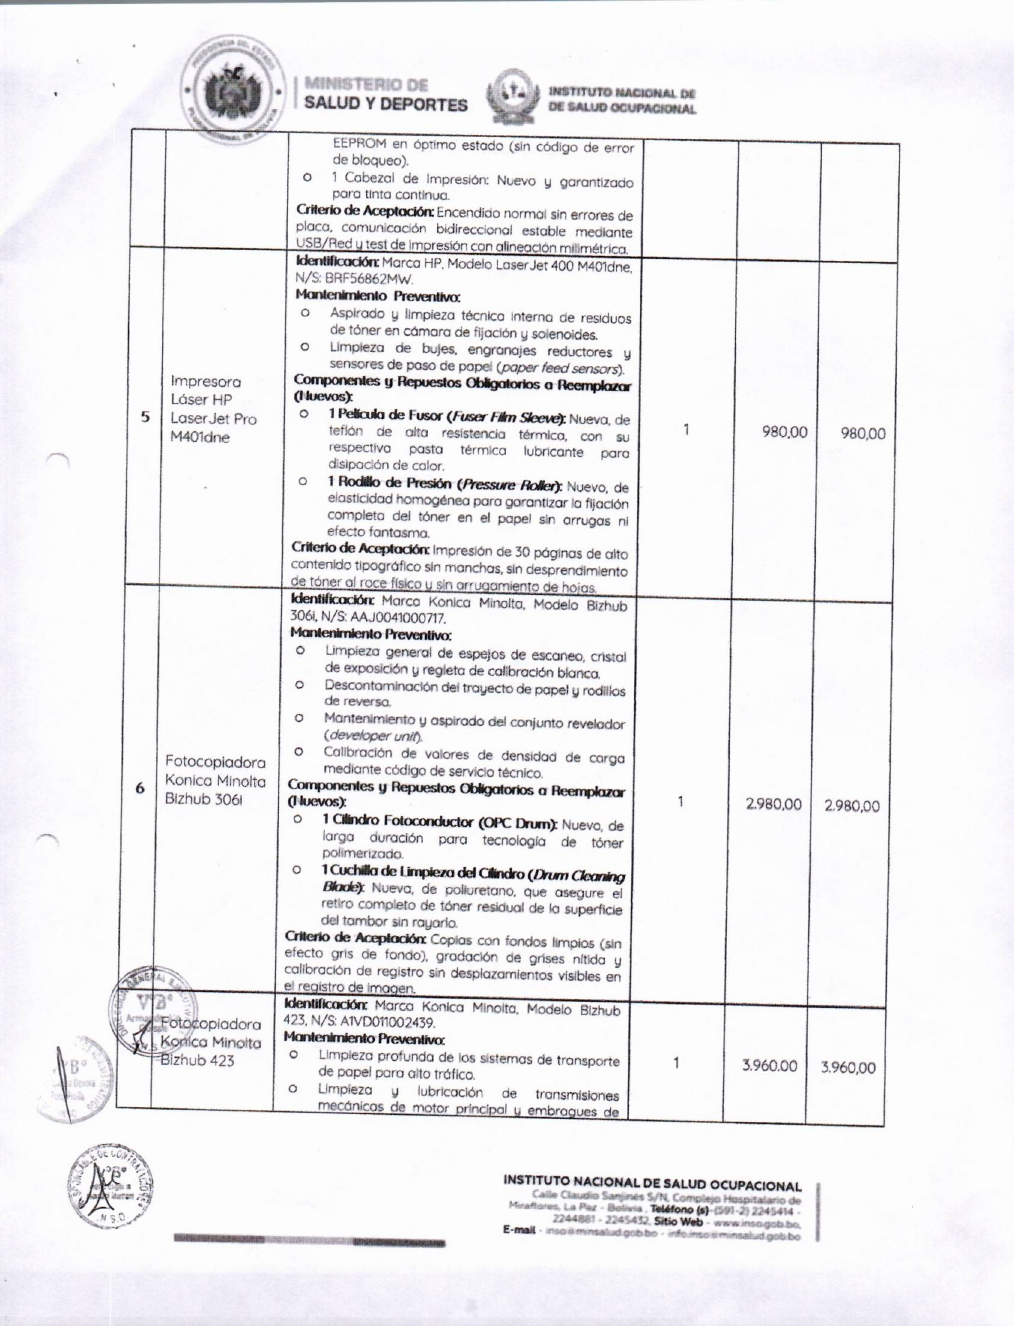 MINISTERIO DE
SALUD Y DEPORTES
INSTITUTO NACIONAL DE
DE SALUD OCUPACIONAL
EEPROM en óptimo estado (sin código de error
de bloqueo).
o 1 Cabezal de Impresión: Nuevo y garantizado
para tinta continua.
Criterio de Aceptación: Encendido normal sin errores de
placa, comunicación bidireccional estable mediante
USB/Red y test de impresión con alineación milimétrica.
5
Impresora
Láser HP
LaserJet Pro
M401dne
Identificación: Marca HP, Modelo LaserJet 400 M401dne,
N/S: BRF56862MW.
Mantenimiento Preventivo:
o Aspirado y limpieza técnica interna de residuos
de tóner en cámara de fijación y solenoides.
o Limpieza de bujes, engranajes reductores y
sensores de paso de papel (paper feed sensors).
Componentes y Repuestos Obligatorios a Reemplazar
(Nuevos):
o 1 Película de Fusor (Fuser Film Sleeve): Nueva, de
teflón de alta resistencia térmica, con su
respectiva pasta térmica lubricante para
disipación de calor.
o 1 Rodillo de Presión (Pressure Roller): Nuevo, de
elasticidad homogénea para garantizar la fijación
completa del tóner en el papel sin arrugas ni
efecto fantasma.
Criterio de Aceptación: Impresión de 30 páginas de alto
contenido tipográfico sin manchas, sin desprendimiento
de tóner al roce físico y sin arrugamiento de hojas.
1
980,00
980,00
6
Fotocopiadora
Konica Minolta
Bizhub 306i
Identificación: Marca Konica Minolta, Modelo Bizhub
306i, N/S: AAJ0041000717.
Mantenimiento Preventivo:
o Limpieza general de espejos de escaneo, cristal
de exposición y regleta de calibración blanca.
o Descontaminación del trayecto de papel y rodillos
de reversa.
o Mantenimiento y aspirado del conjunto revelador
(developer unit).
o Calibración de valores de densidad de carga
mediante código de servicio técnico.
Componentes y Repuestos Obligatorios a Reemplazar
(Nuevos):
o 1 Cilindro Fotoconductor (OPC Drum): Nuevo, de
larga duración para tecnología de tóner
polimerizado.
o 1 Cuchilla de Limpieza del Cilindro (Drum Cleaning
Blade): Nueva, de poliuretano, que asegure el
retiro completo de tóner residual de la superficie
del tambor sin rayarlo.
Criterio de Aceptación: Copias con fondos limpios (sin
efecto gris de fondo), gradación de grises nítida y
calibración de registro sin desplazamientos visibles en
el registro de imagen.
1
2.980,00
2.980,00
Fotocopiadora
Konica Minolta
Bizhub 423
Identificación: Marca Konica Minolta, Modelo Bizhub
423, N/S: A1VD011002439.
Mantenimiento Preventivo:
o Limpieza profunda de los sistemas de transporte
de papel para alto tráfico.
o Limpieza y lubricación de transmisiones
mecánicas de motor principal y embragues de
1
3.960.00
3.960,00
INSTITUTO NACIONAL DE SALUD OCUPACIONAL
Calle Claudio Sanjinés S/N, Complejo Hospitalario de
Miraflores, La Paz - Bolivia, Teléfono (s) (591-2) 2245414 -
2244881 - 2245432, Sitio Web - www.inso.gob.bo,
E-mail - inso@minsalud.gob.bo - info.inso@minsalud.gob.bo